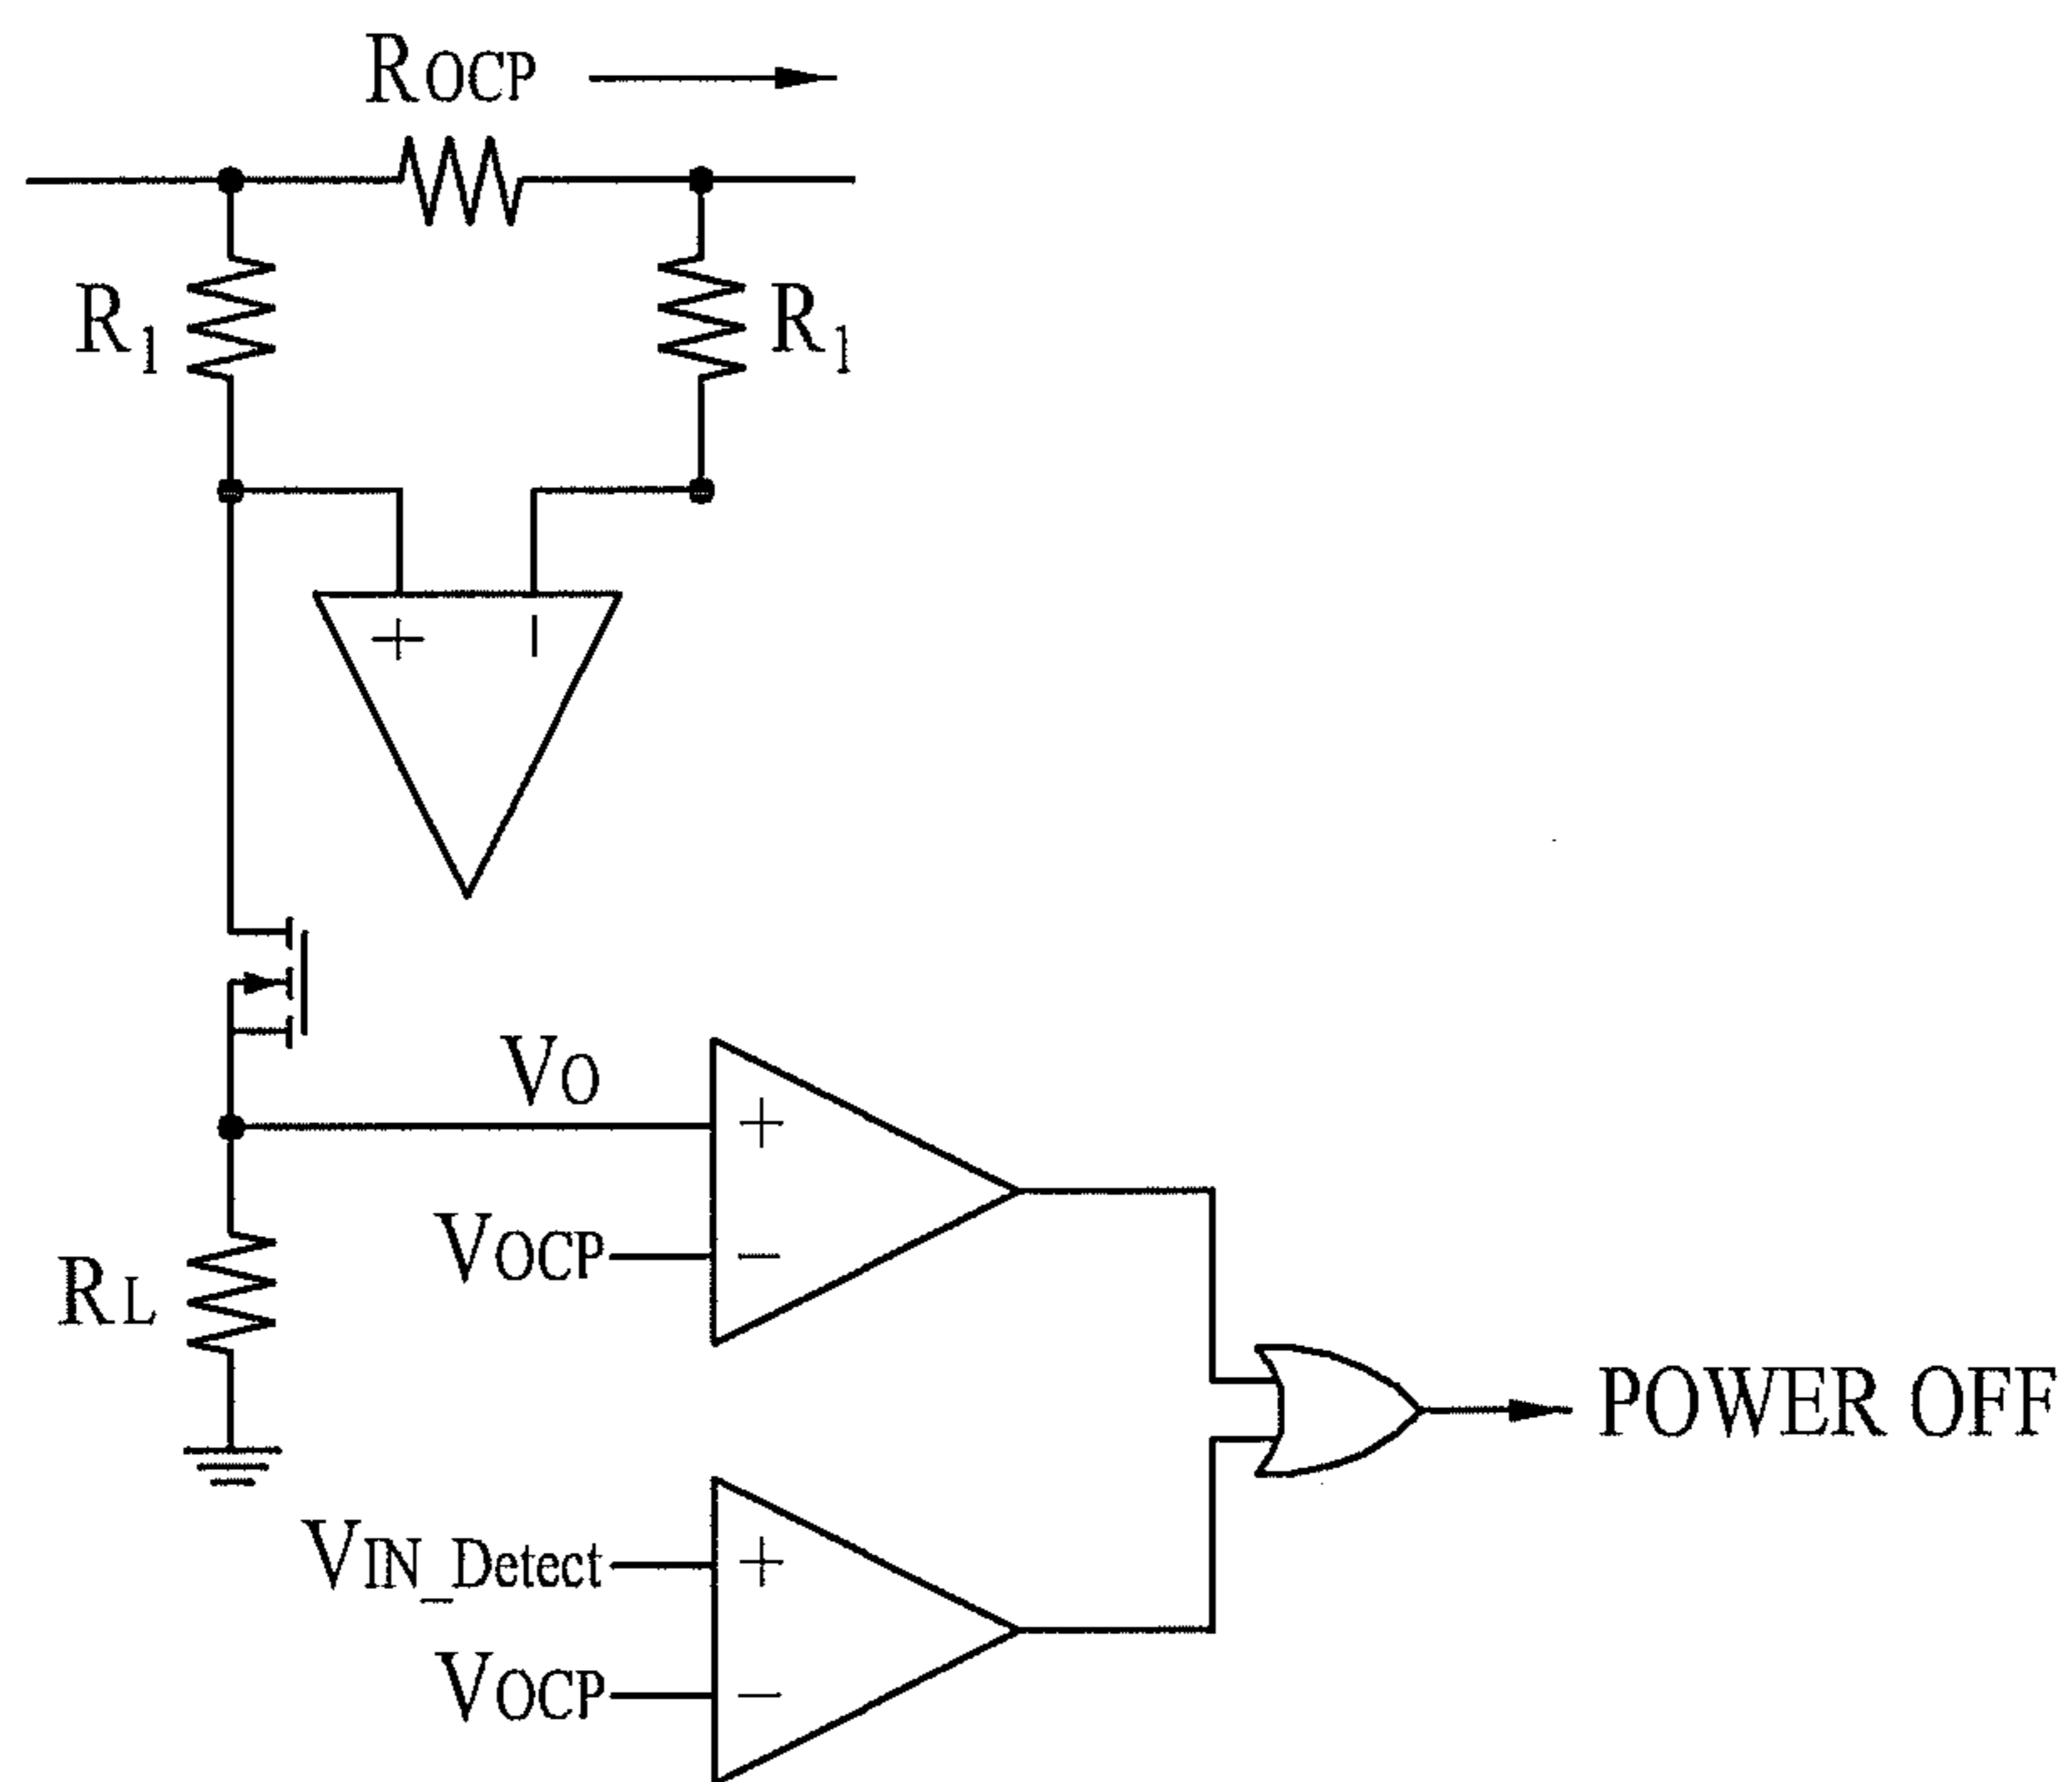 ROCP
R1
R1
VO
VOCP
RL
POWER OFF
VIN_Detect
VOCP